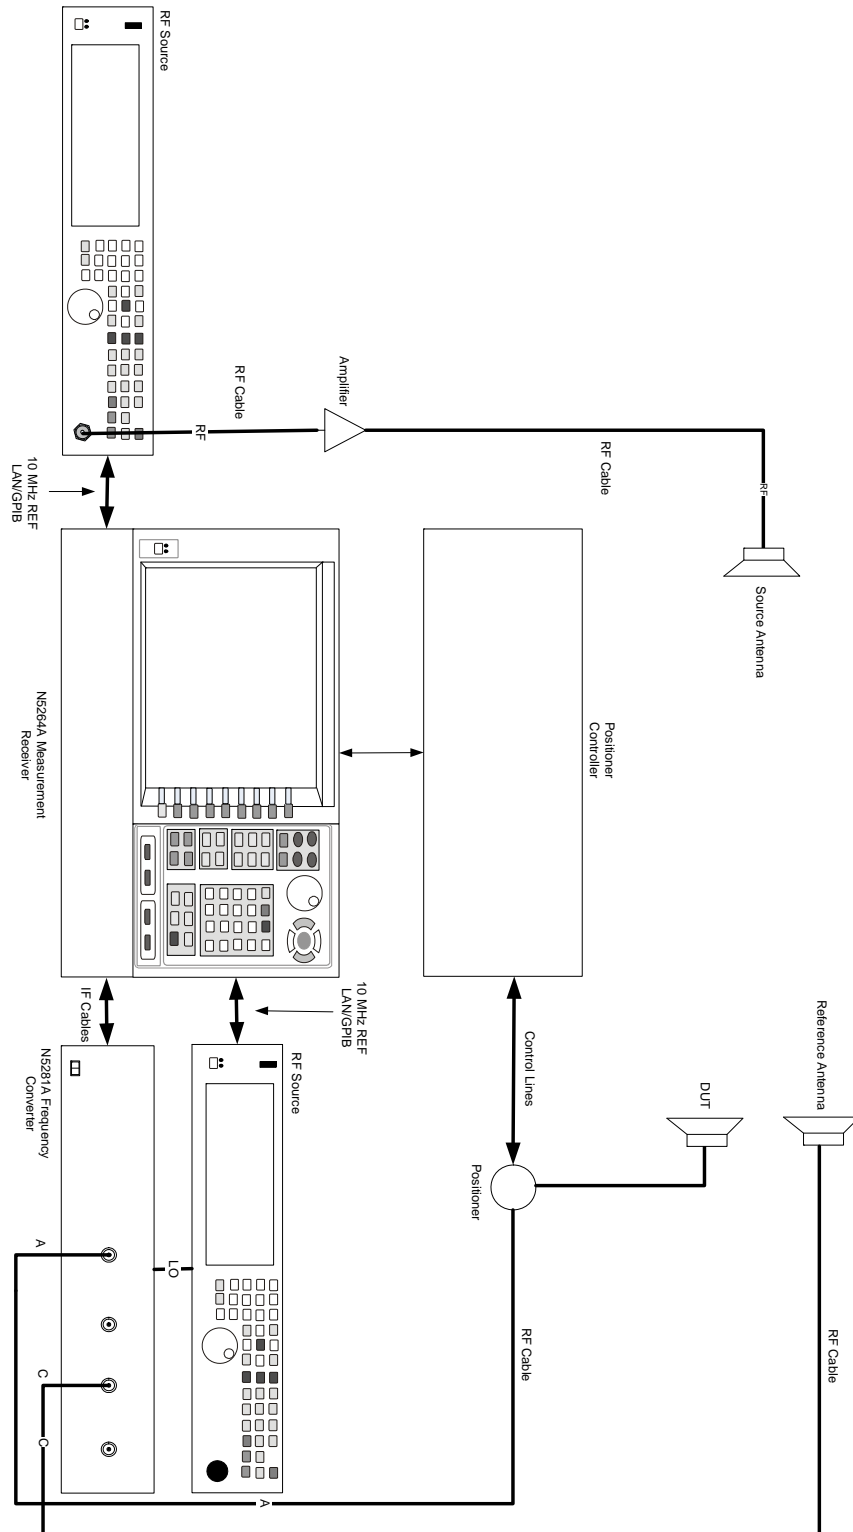 RF Source
RF Cable
RF
Amplifier
RF Cable
RF
Source Antenna
10 MHz REF
LAN/GPIB
N5264A Measurement
Receiver
Positioner
Controller
10 MHz REF
LAN/GPIB
IF Cables
N5281A Frequency
Converter
RF Source
Control Lines
Positioner
DUT
Reference Antenna
A
LO
C
C
A
RF Cable
RF Cable